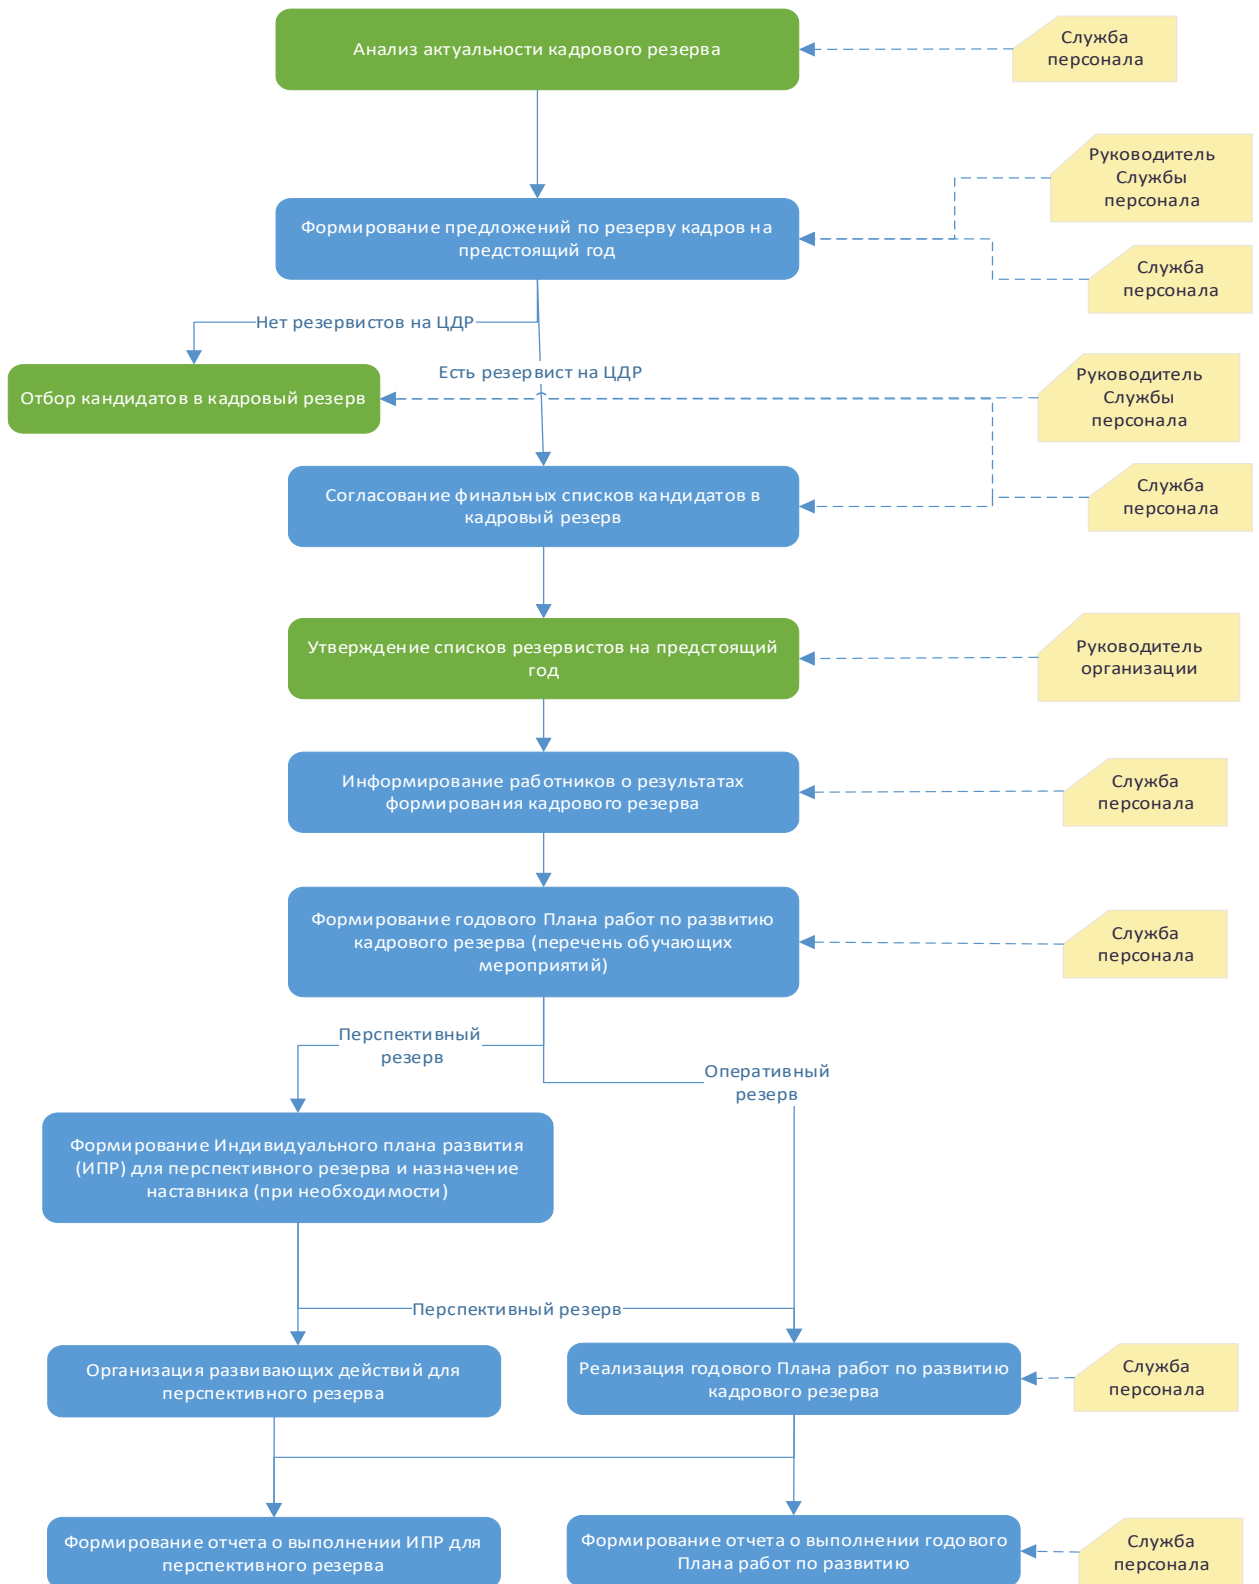 Анализ актуальности кадрового резерва
Служба
персонала
Руководитель
Службы
персонала
Формирование предложений по резерву кадров на
предстоящий год
Служба
персонала
Нет резервистов на ЦДР
Есть резервист на ЦДР
Отбор кандидатов в кадровый резерв
Руководитель
Службы
персонала
Согласование финальных списков кандидатов в
кадровый резерв
Служба
персонала
Утверждение списков резервистов на предстоящий
год
Руководитель
организации
Информирование работников о результатах
формирования кадрового резерва
Служба
персонала
Формирование годового Плана работ по развитию
кадрового резерва (перечень обучающих
мероприятий)
Служба
персонала
Перспективный
резерв
Оперативный
резерв
Формирование Индивидуального плана развития
(ИПР) для перспективного резерва и назначение
наставника (при необходимости)
Перспективный резерв
Организация развивающих действий для
перспективного резерва
Реализация годового Плана работ по развитию
кадрового резерва
Служба
персонала
Формирование отчета о выполнении ИПР для
перспективного резерва
Формирование отчета о выполнении годового
Плана работ по развитию
Служба
персонала